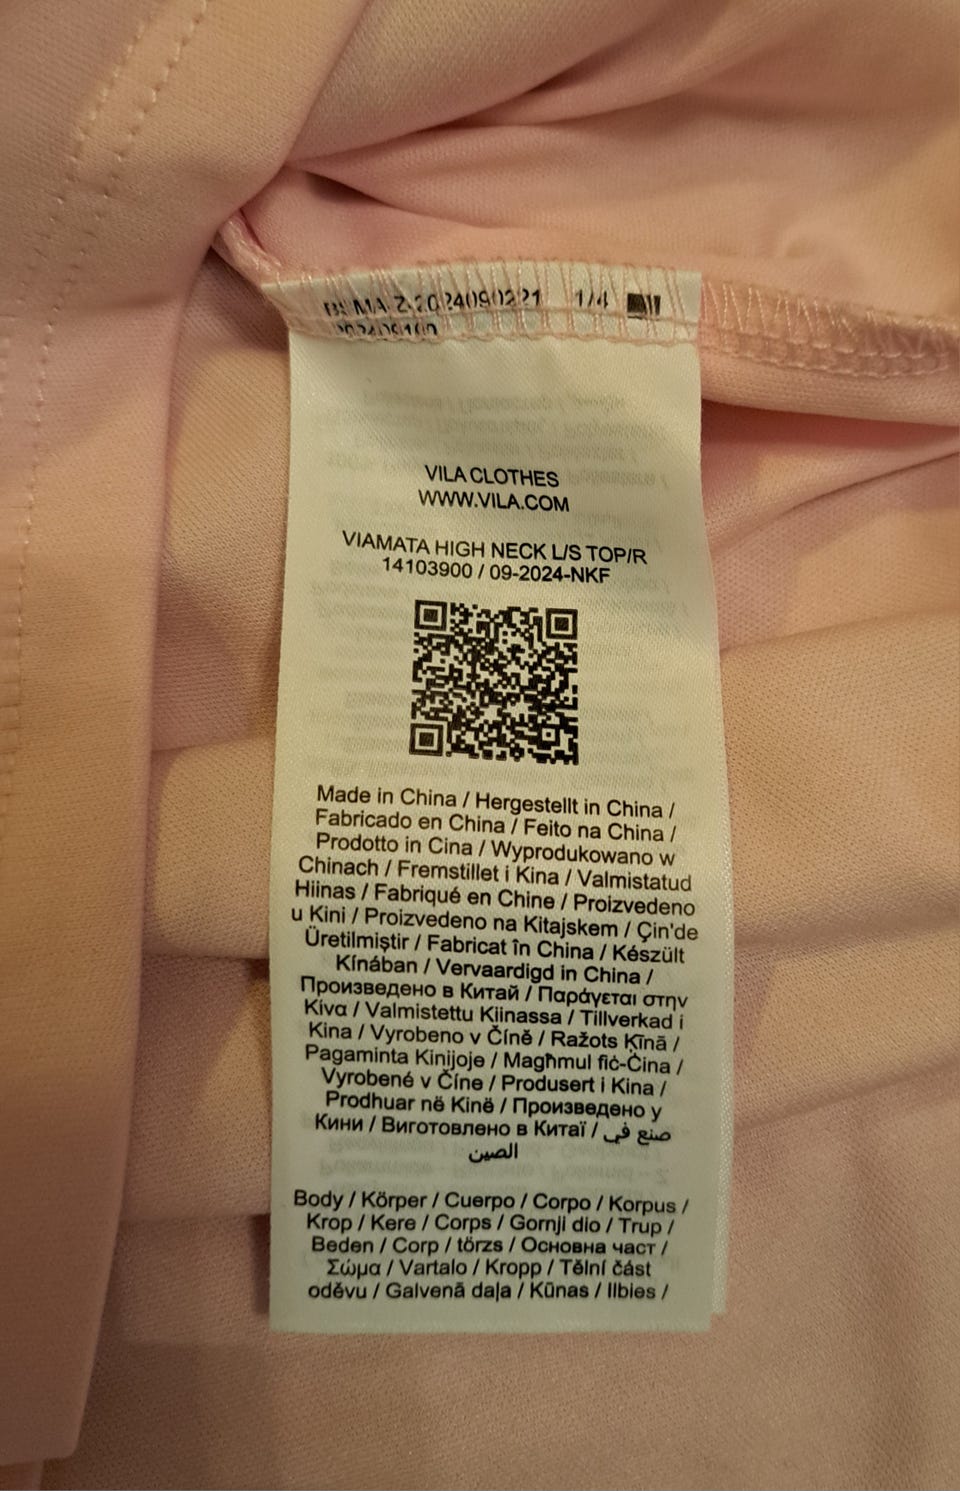 1/4
VILA CLOTHES
WWW.VILA.COM
VIAMATA HIGH NECK L/S TOP/R
14103900 / 09-2024-NKF
Made in China / Hergestellt in China /
Fabricado en China / Feito na China /
Prodotto in Cina / Wyprodukowano w
Chinach / Fremstillet i Kina / Valmistatud
Hiinas / Fabriqué en Chine / Proizvedeno
u Kini / Proizvedeno na Kitajskem / Çin'de
Üretilmiştir / Fabricat în China / Készült
Kínában / Vervaardigd in China /
Произведено в Китай / Παράγεται στην
Κίνα / Valmistettu Kiinassa / Tillverkad i
Kina / Vyrobeno v Číně / Ražots Ķīnā /
Pagaminta Kinijoje / Magħmul fiċ-Ċina /
Vyrobené v Číne / Produsert i Kina /
Prodhuar në Kinë / Произведено у
Кини / Виготовлено в Китаї / صنع في
الصين
Body / Körper / Cuerpo / Corpo / Korpus /
Krop / Kere / Corps / Gornji dio / Trup /
Beden / Corp / törzs / Основна част /
Σώμα / Vartalo / Kropp / Tělní část
oděvu / Galvenā daļa / Kūnas / Ilbies /